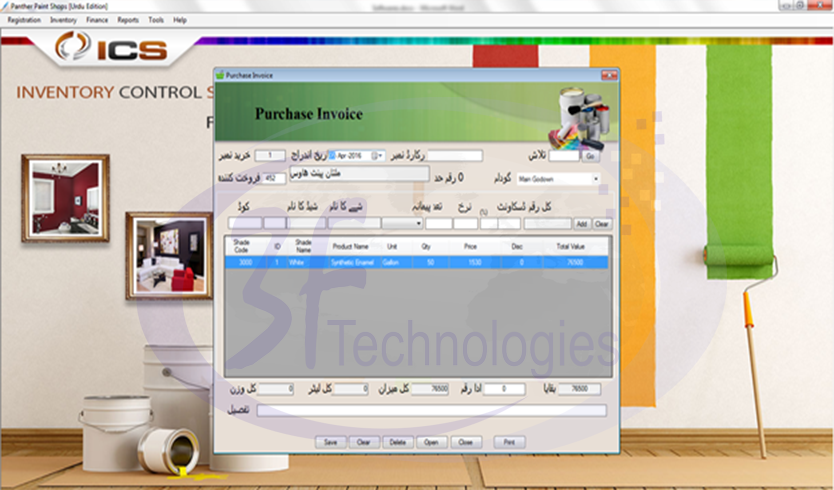 Panther Paint Shops [Urdu Edition]
Registration Inventory Finance Reports Tools Help
ICS
INVENTORY CONTROL S
F
Purchase Invoice
Purchase Invoice
خرید نمبر 1 تاریخ اندراج Apr-2016 ریکارڈ نمبر تلاش Go
فروخت کنندہ 452 ملتان پینٹ ھاوس 0 رقم حد گودام Main Godown
کوڈ شیڈ کا نام شے کا نام پیمانہ تعد نرخ (%) ڈسکاونٹ کل رقم
Add Clear
Shade Code ID Shade Name Product Name Unit Qty Price Disc Total Value
3000 1 White Synthetic Enamel Gallon 50 1530 0 76500
3F Technologies
کل وزن 0 کل لیٹر 0 کل میزان 76500 ادا رقم 0 بقایا 76500
تفصیل
Save Clear Delete Open Close Print